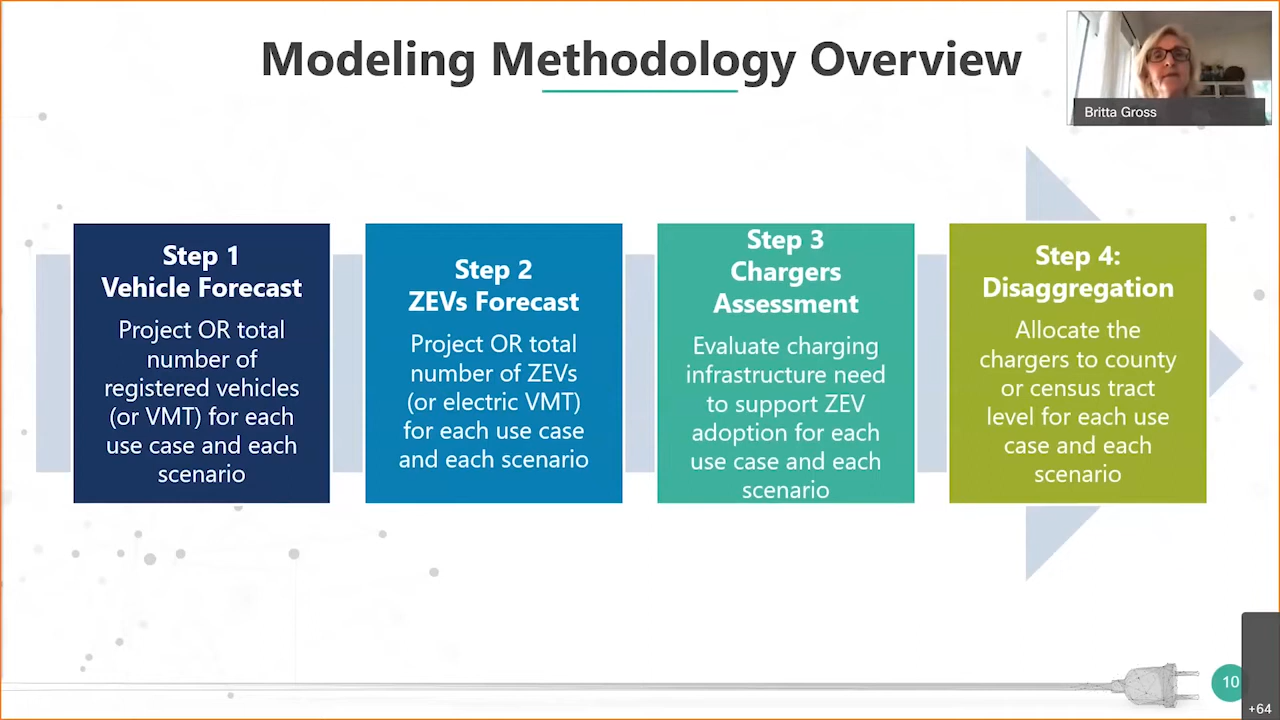 Modeling Methodology Overview
Britta Gross
Step 1
Vehicle Forecast
Project OR total
number of
registered vehicles
(or VMT) for each
use case and each
scenario
Step 2
ZEVs Forecast
Project OR total
number of ZEVs
(or electric VMT)
for each use case
and each scenario
Step 3
Chargers
Assessment
Evaluate charging
infrastructure need
to support ZEV
adoption for each
use case and each
scenario
Step 4:
Disaggregation
Allocate the
chargers to county
or census tract
level for each use
case and each
scenario
10
+64